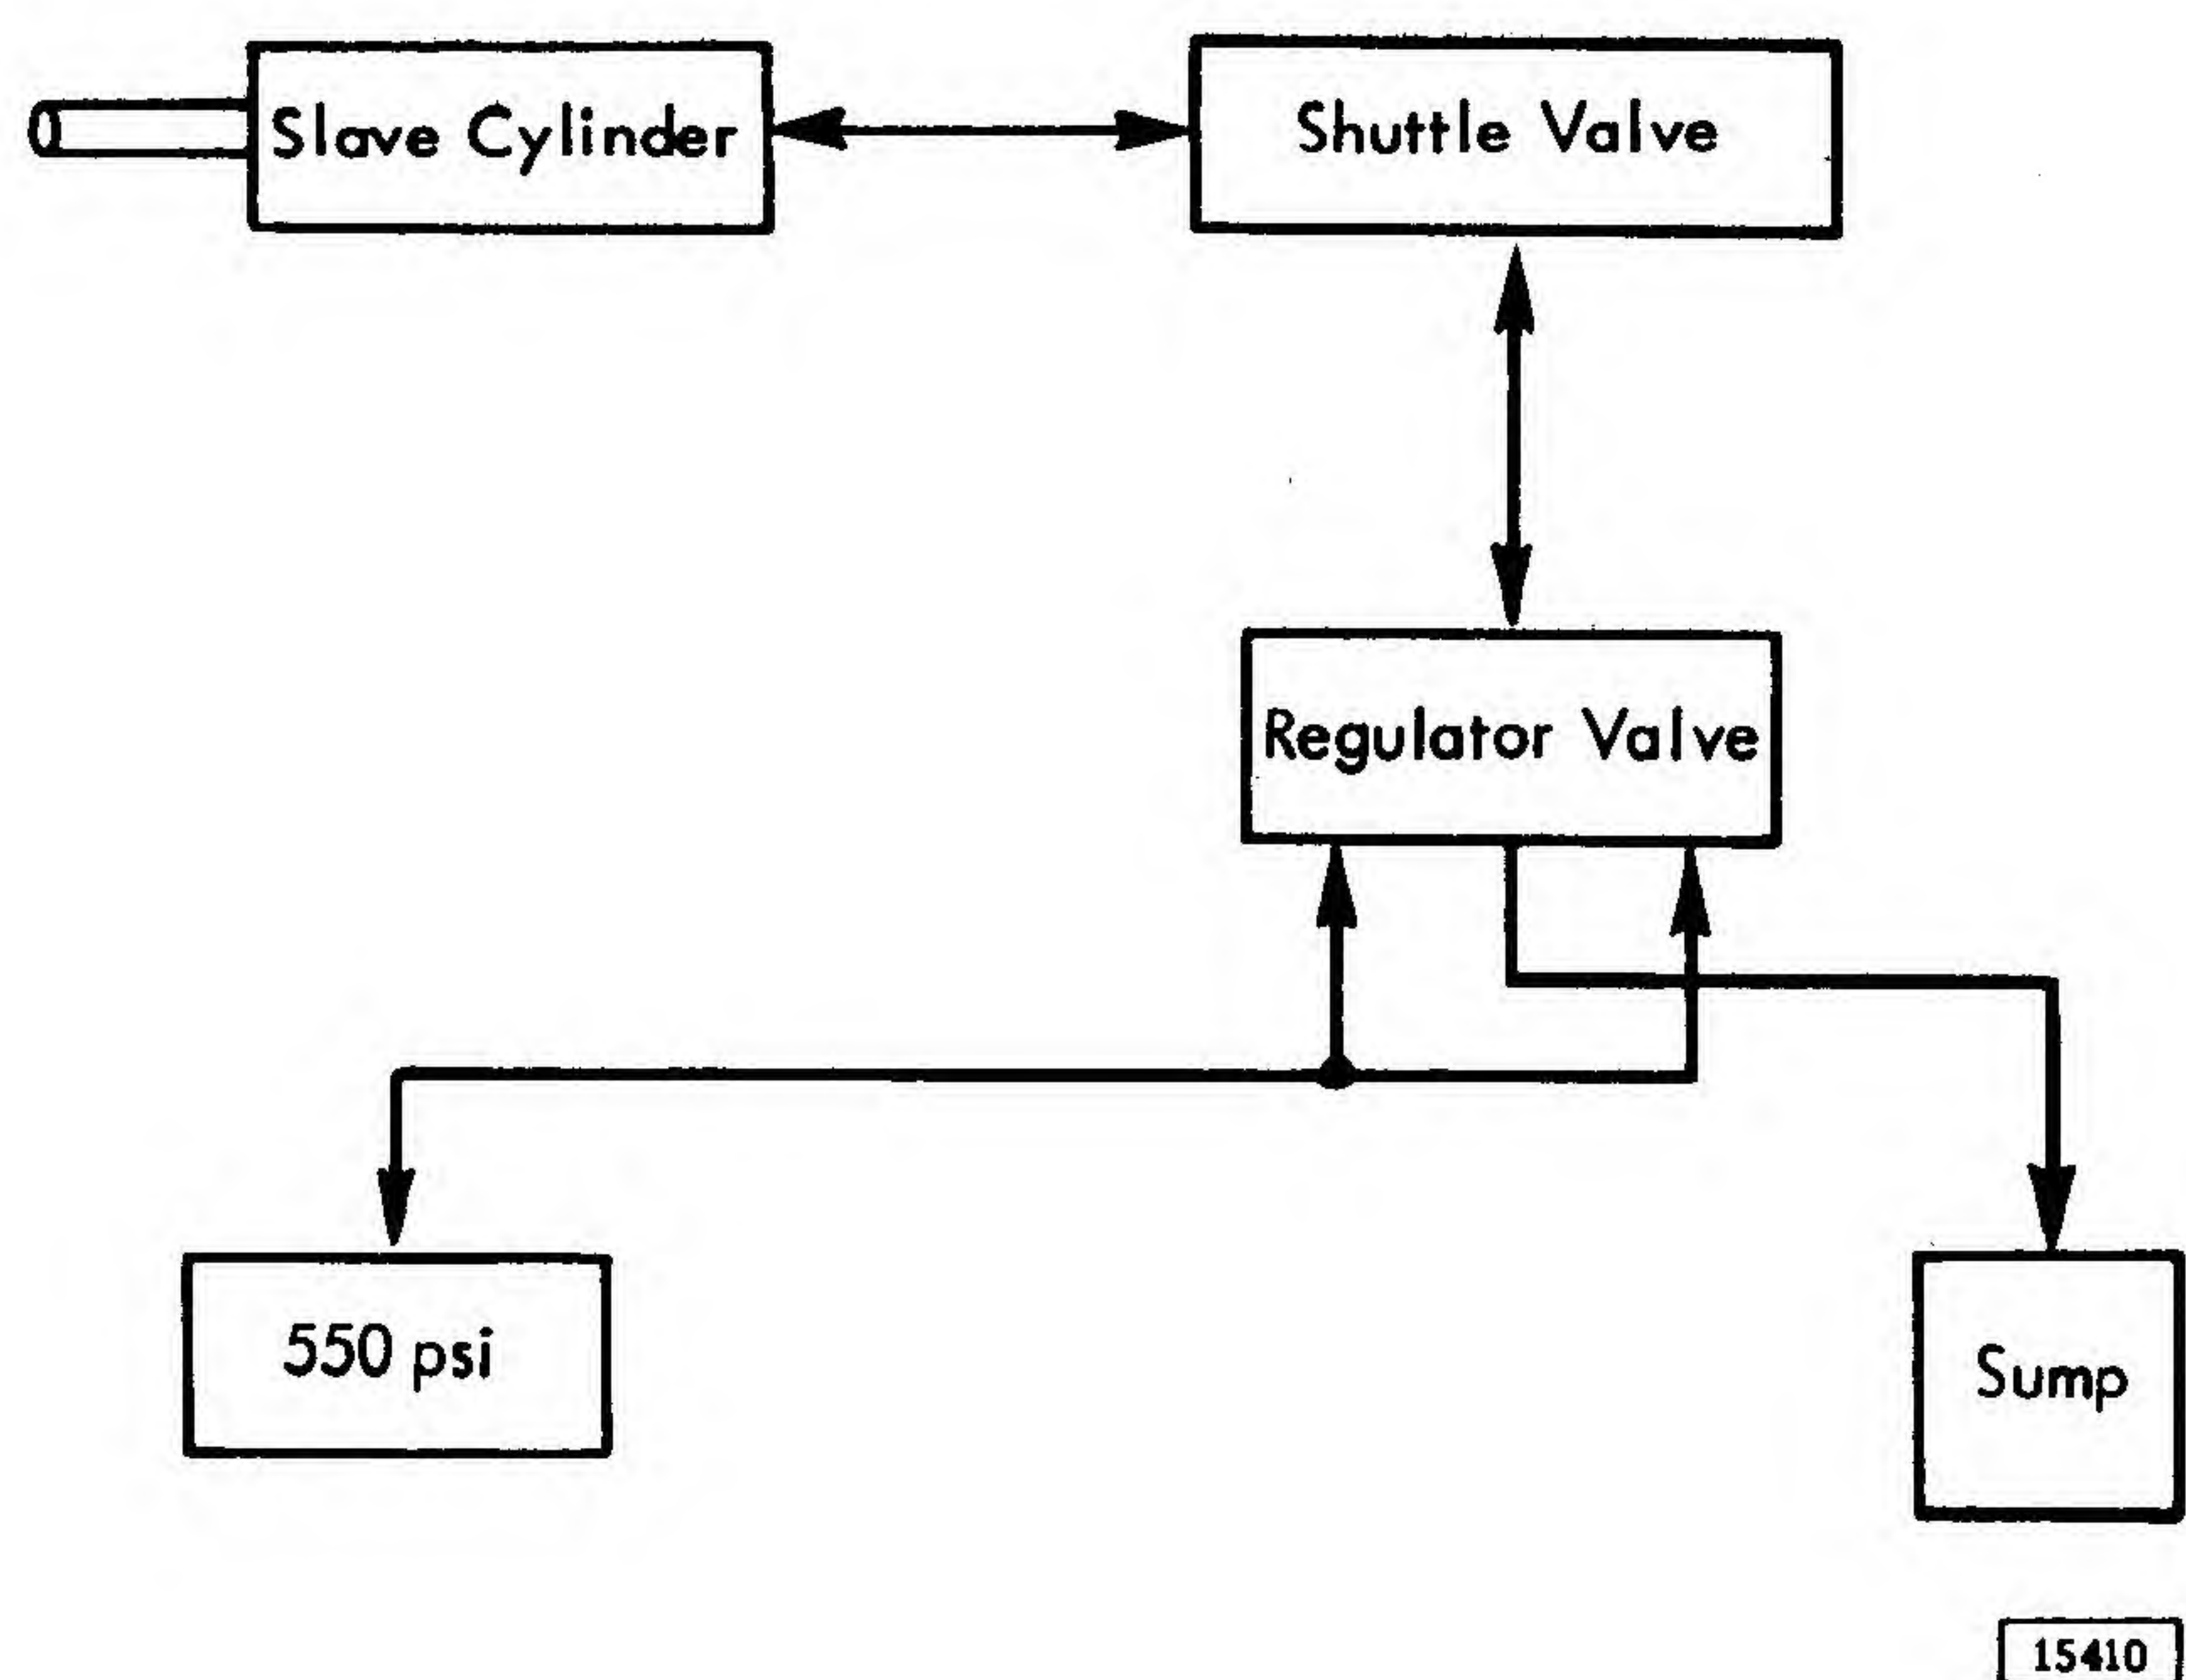 Slave Cylinder
Shuttle Valve
Regulator Valve
550 psi
Sump
15410